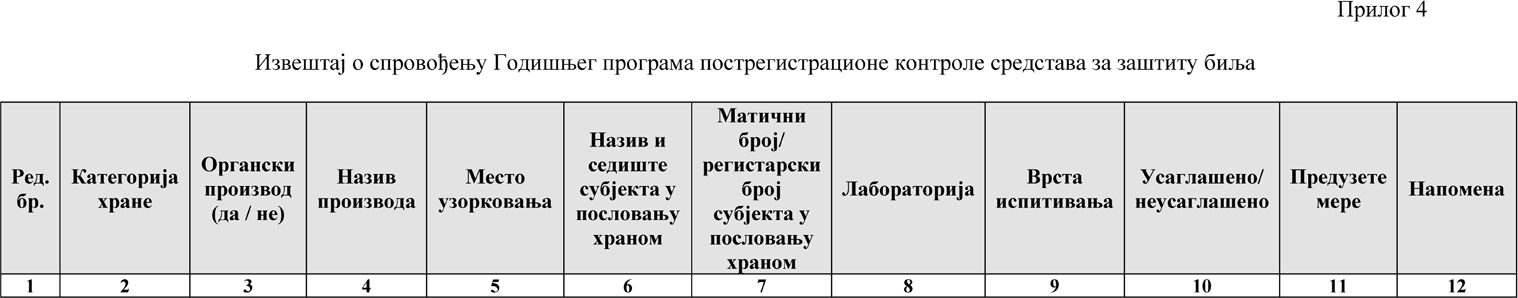 Прилог 4
Извештај о спровођењу Годишњег програма пострегистрационе контроле средстава за заштиту биља
Ред.
бр.
Категорија
хране
Органски
производ
(да / не)
Назив
производа
Место
узорковања
Назив и
седиште
субјекта у
пословању
храном
Матични
број/
регистарски
број
субјекта у
пословању
храном
Лабораторија
Врста
испитивања
Усаглашено/
неусаглашено
Предузете
мере
Напомена
1 2 3 4 5 6 7 8 9 10 11 12